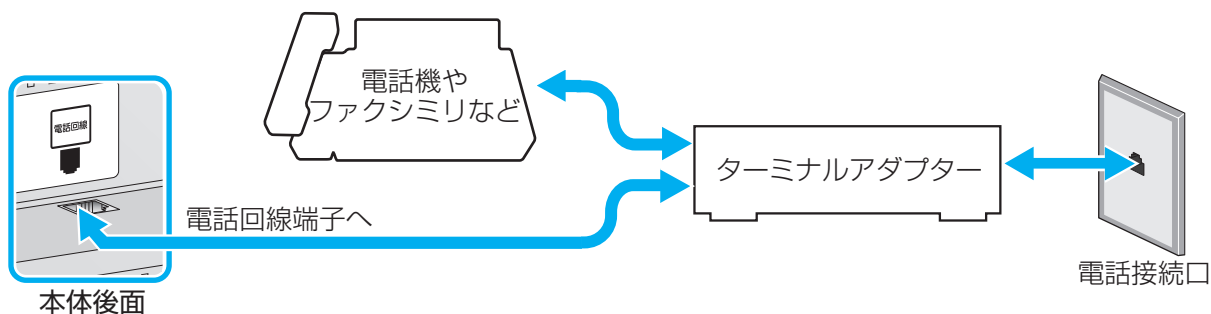 電話機や
ファクシミリなど
電話回線
ターミナルアダプター
電話回線端子へ
電話接続口
本体後面